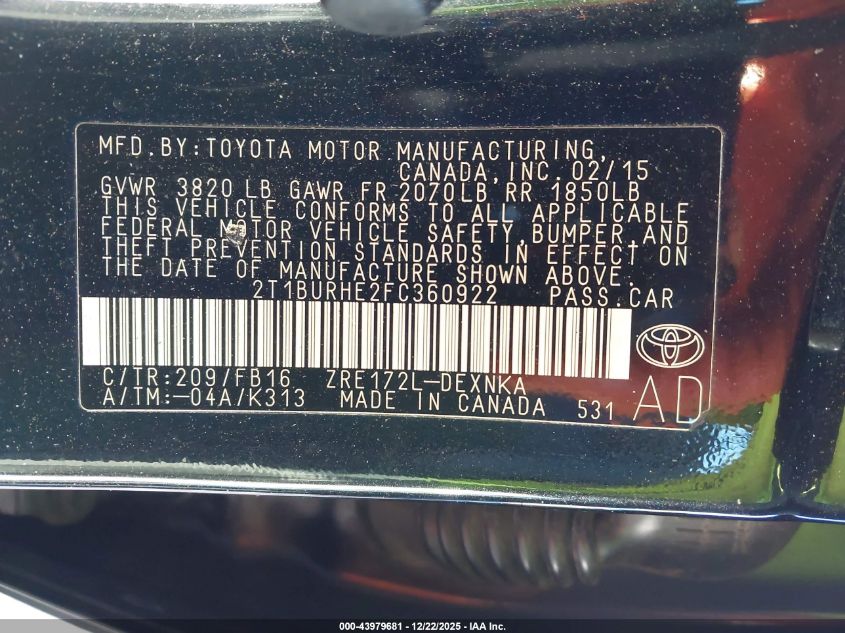 MFD. BY: TOYOTA MOTOR MANUFACTURING,
CANADA, INC. 02/15
GVWR 3820 LB GAWR FR 2070LB RR 1850LB
THIS VEHICLE CONFORMS TO ALL APPLICABLE
FEDERAL MOTOR VEHICLE SAFETY, BUMPER, AND
THEFT PREVENTION STANDARDS IN EFFECT ON
THE DATE OF MANUFACTURE SHOWN ABOVE.
2T1BURHE2FC360922 PASS. CAR
C/TR: 209/FB16 ZRE172L-DEXNKA
A/TM: -04A/K313 MADE IN CANADA 531 AD
000-43979681 | 12/22/2025 - IAA Inc.